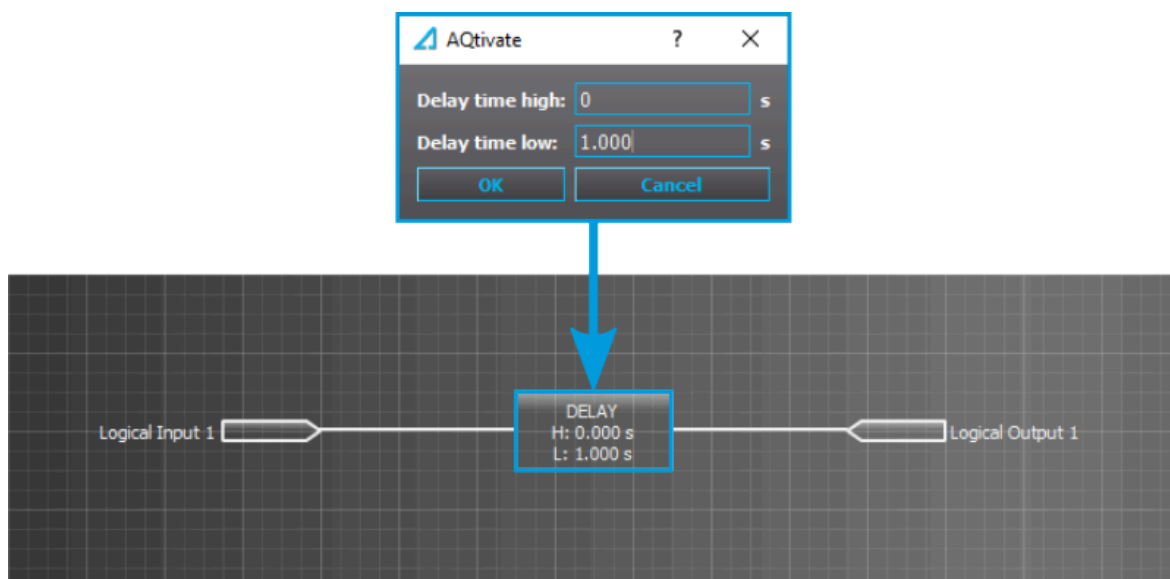 AQtivate ?
Delay time high: 0 s
Delay time low: 1.000 s
OK Cancel
DELAY
H: 0.000 s
L: 1.000 s
Logical Input 1
Logical Output 1